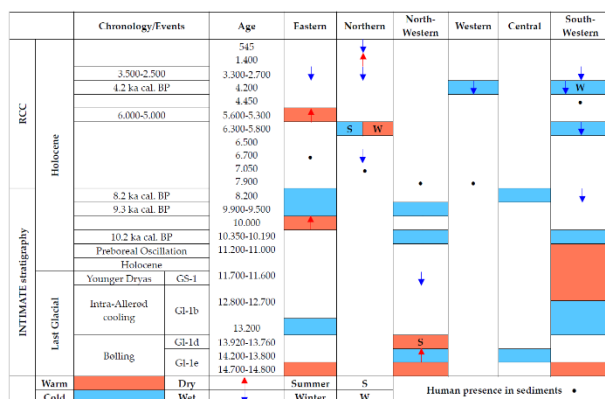 Chronology/Events Age Eastern Northern North-Western Western Central South-Western
RCC
Holocene
545
1.400
3.500-2.500 3.300-2.700
4.2 ka cal. BP 4.200 W
4.450
6.000-5.000 5.600-5.300
6.300-5.800 S W
6.500
6.700
7.050
7.900
INTIMATE stratigraphy
8.2 ka cal. BP 8.200
9.3 ka cal. BP 9.900-9.500
10.000
10.2 ka cal. BP 10.350-10.190
Preboreal Oscillation 11.200-11.000
Holocene
Last Glacial
Younger Dryas GS-1 11.700-11.600
Intra-Allerød cooling GI-1b 12.800-12.700
13.200
GI-1d 13.920-13.760 S
Bølling GI-1e 14.200-13.800
14.700-14.800
Warm Dry Summer S Human presence in sediments •
Cold Wet Winter W